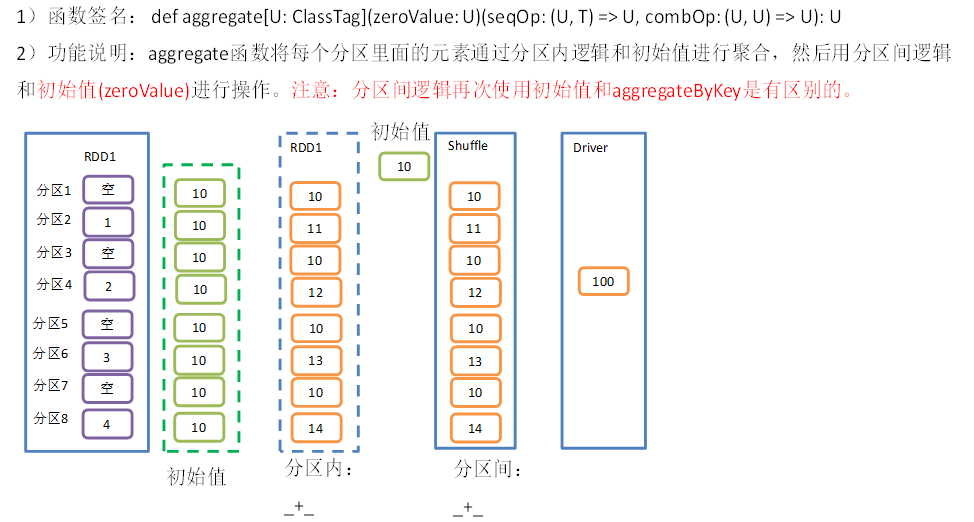 1）函数签名：def aggregate[U: ClassTag](zeroValue: U)(seqOp: (U, T) => U, combOp: (U, U) => U): U
2）功能说明：aggregate函数将每个分区里面的元素通过分区内逻辑和初始值进行聚合，然后用分区间逻辑
和初始值(zeroValue)进行操作。注意：分区间逻辑再次使用初始值和aggregateByKey是有区别的。
初始值
RDD1 RDD1 10 Shuffle Driver
分区1 空 10 10 10
分区2 1 10 11 11
分区3 空 10 10 10
分区4 2 10 12 12 100
分区5 空 10 10 10
分区6 3 10 13 13
分区7 空 10 10 10
分区8 4 10 14 14
初始值 分区内： 分区间：
_+_ _+_